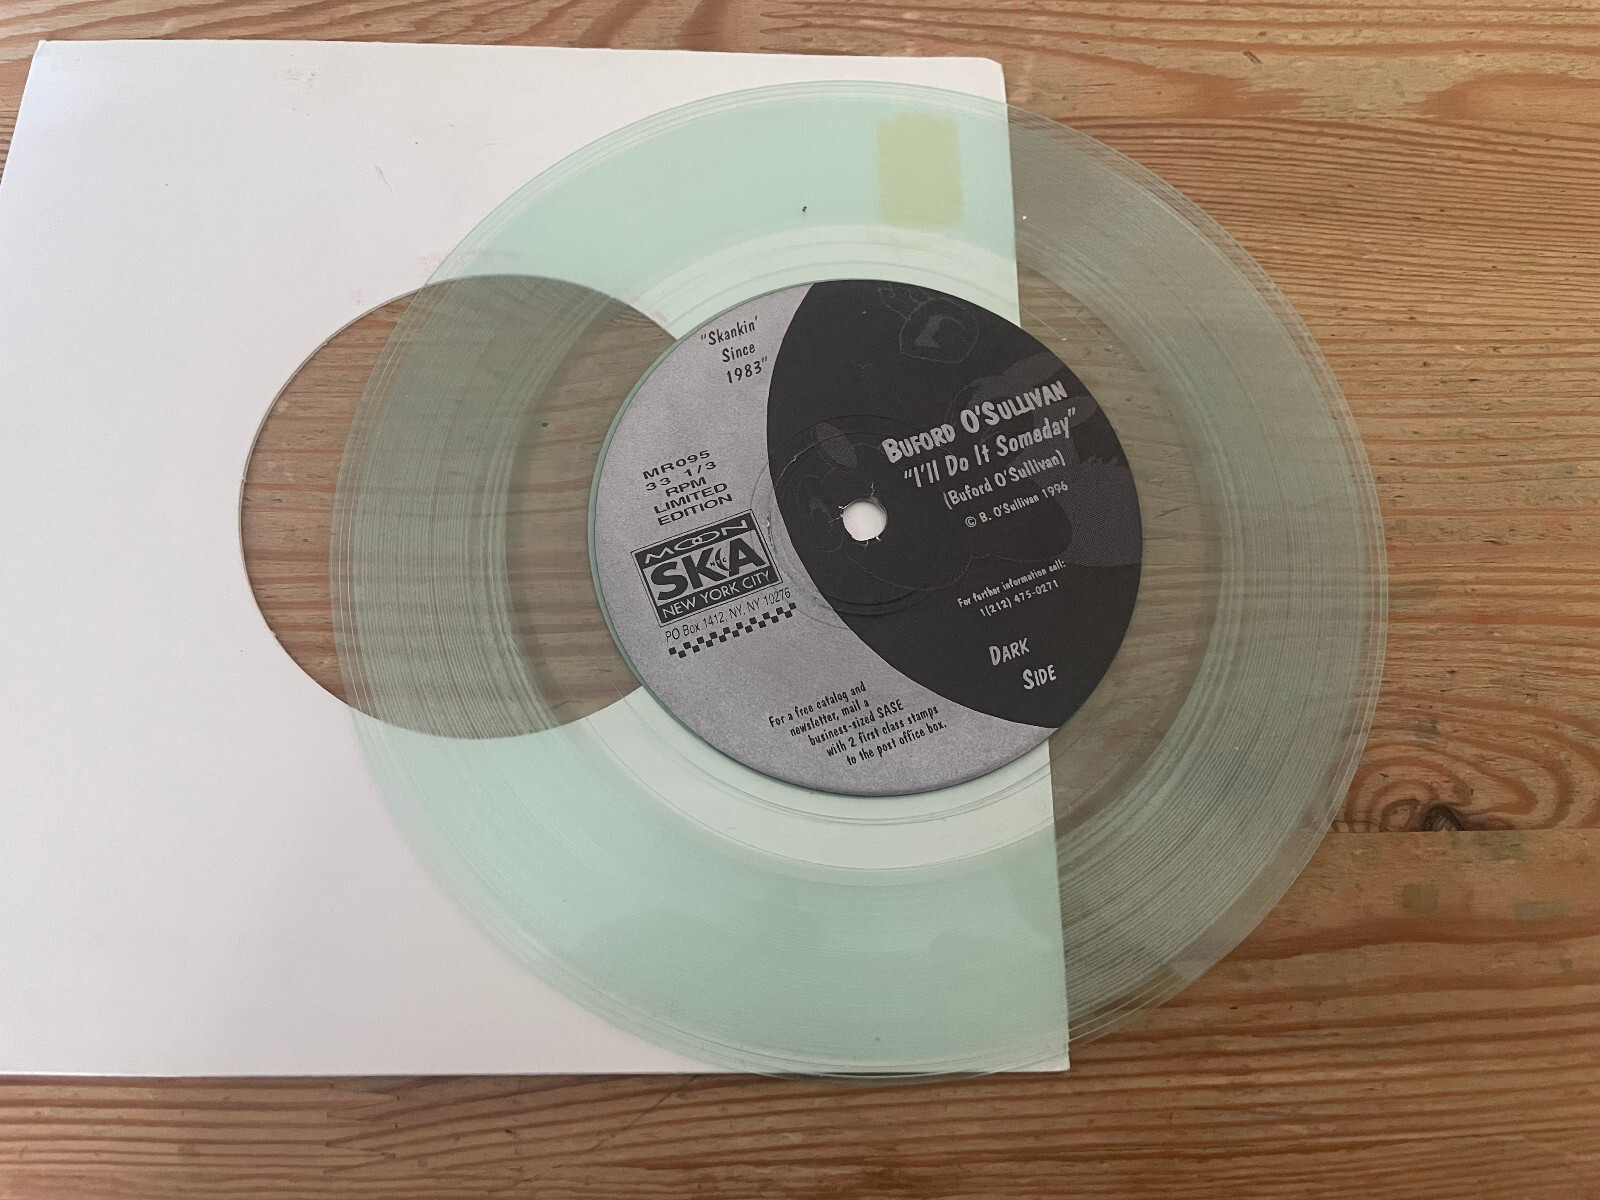 "Skankin'
Since
1983"
MR095
33 1/3
RPM
LIMITED
EDITION
MOON
SKA
NYC
NEW YORK CITY
PO Box 1412, NY, NY 10276
For a free catalog and
newsletter, mail a
business-sized SASE
with 2 first class stamps
to the post office box.
BUFORD O'SULLIVAN
"I'll Do It Someday"
(Buford O'Sullivan)
© B. O'Sullivan 1996
For further information call:
1(212) 475-0271
DARK
SIDE